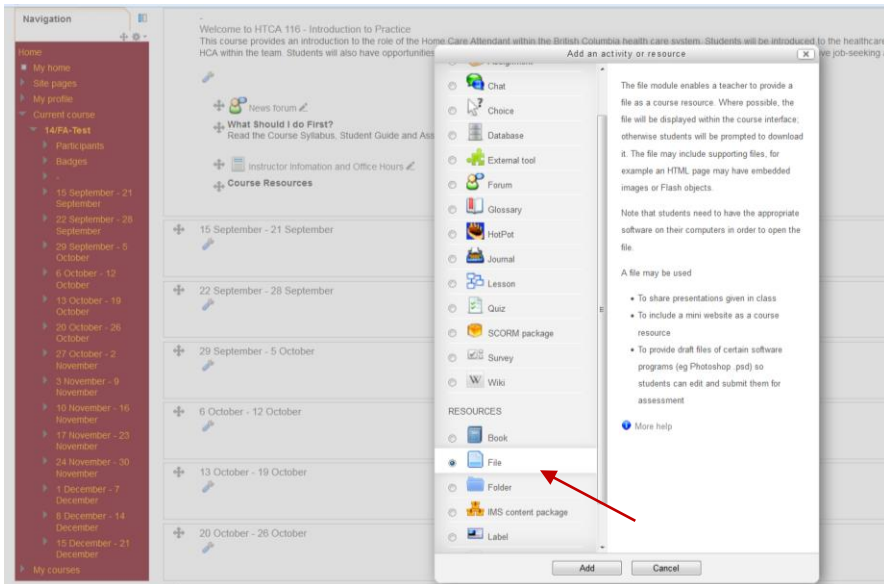 Navigation
Home
My home
Site pages
My profile
Current course
14/FA-Test
Participants
Badges
-
15 September - 21
September
22 September - 28
September
29 September - 5
October
6 October - 12
October
13 October - 19
October
20 October - 26
October
27 October - 2
November
3 November - 9
November
10 November - 16
November
17 November - 23
November
24 November - 30
November
1 December - 7
December
8 December - 14
December
15 December - 21
December
My courses
-
Welcome to HTCA 116 - Introduction to Practice
This course provides an introduction to the role of the Home Care Attendant within the British Columbia health care system. Students will be introduced to the healthcare
HCA within the team. Students will also have opportunities
ve job-seeking
News forum
What Should I do First?
Read the Course Sylabus, Student Guide and Ass
Instructor Infomation and Office Hours
Course Resources
15 September - 21 September
22 September - 28 September
29 September - 5 October
6 October - 12 October
13 October - 19 October
20 October - 26 October
Add an activity or resource
Assignment
Chat
Choice
Database
External tool
Forum
Glossary
HotPot
Journal
Lesson
Quiz
SCORM package
Survey
Wiki
RESOURCES
Book
File
Folder
IMS content package
Label
The file module enables a teacher to provide a
file as a course resource. Where possible, the
file will be displayed within the course interface;
otherwise students will be prompted to download
it. The file may include supporting files, for
example an HTML page may have embedded
images or Flash objects.
Note that students need to have the appropriate
software on their computers in order to open the
file.
A file may be used
• To share presentations given in class
• To include a mini website as a course
resource
• To provide draft files of certain software
programs (eg Photoshop .psd) so
students can edit and submit them for
assessment
More help
Add
Cancel